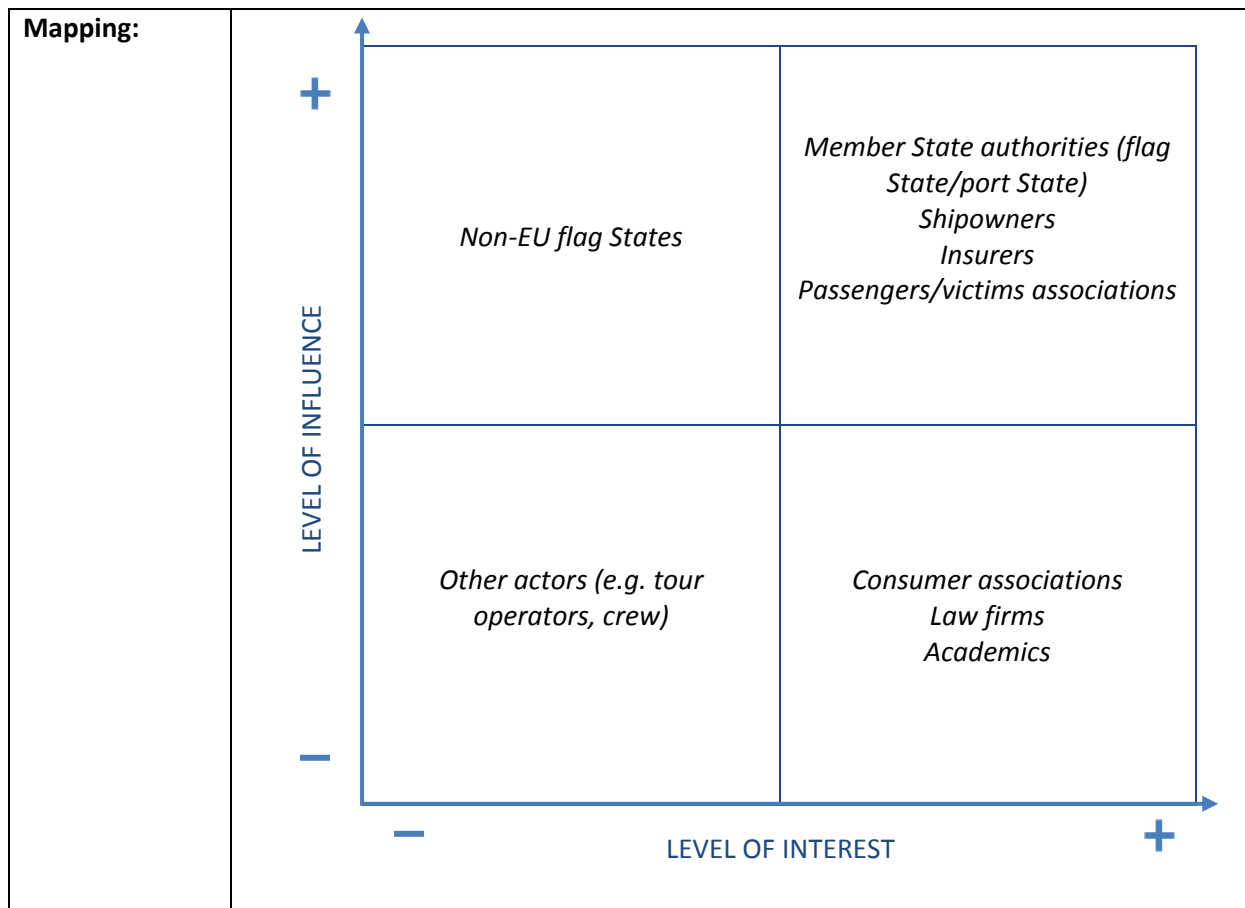 Mapping:
+
Member State authorities (flag
State/port State)
Shipowners
Insurers
Passengers/victims associations
Non-EU flag States
LEVEL OF INFLUENCE
Other actors (e.g. tour
operators, crew)
Consumer associations
Law firms
Academics
–
–
+
LEVEL OF INTEREST